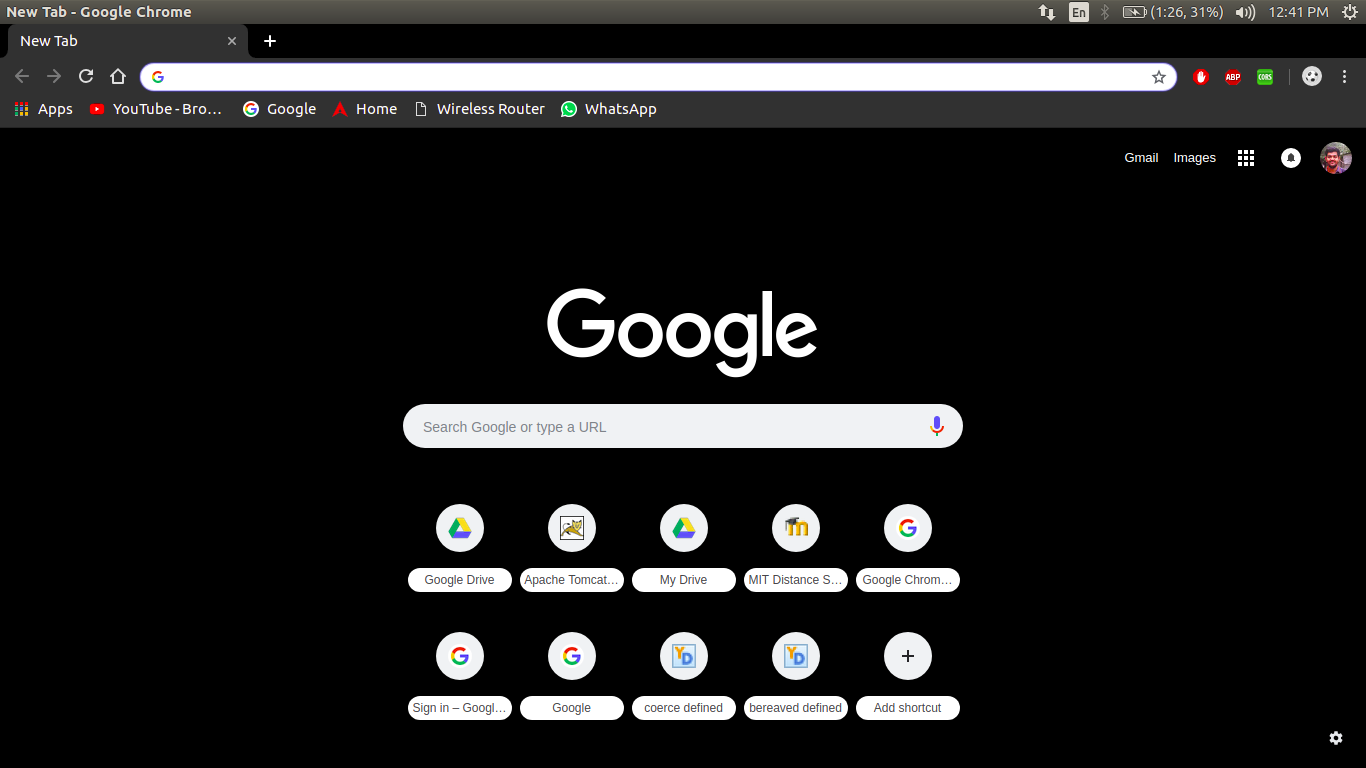 New Tab - Google Chrome
En
(1:26, 31%)
12:41 PM
New Tab
ABP
CORS
Apps
YouTube - Bro…
Google
Home
Wireless Router
WhatsApp
Gmail
Images
Google
Search Google or type a URL
Google Drive
Apache Tomcat…
My Drive
MIT Distance S…
Google Chrom…
YD
YD
Sign in – Googl…
Google
coerce defined
bereaved defined
Add shortcut